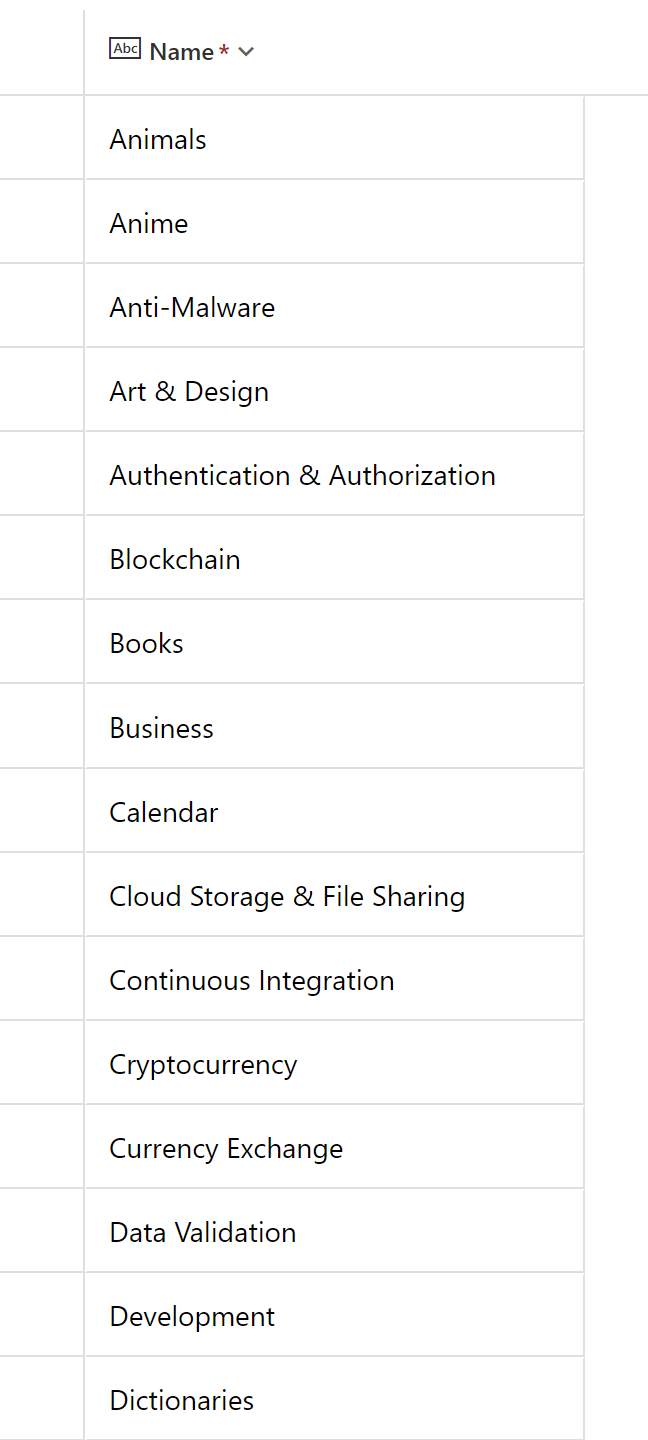 Abc Name *
Animals
Anime
Anti-Malware
Art & Design
Authentication & Authorization
Blockchain
Books
Business
Calendar
Cloud Storage & File Sharing
Continuous Integration
Cryptocurrency
Currency Exchange
Data Validation
Development
Dictionaries